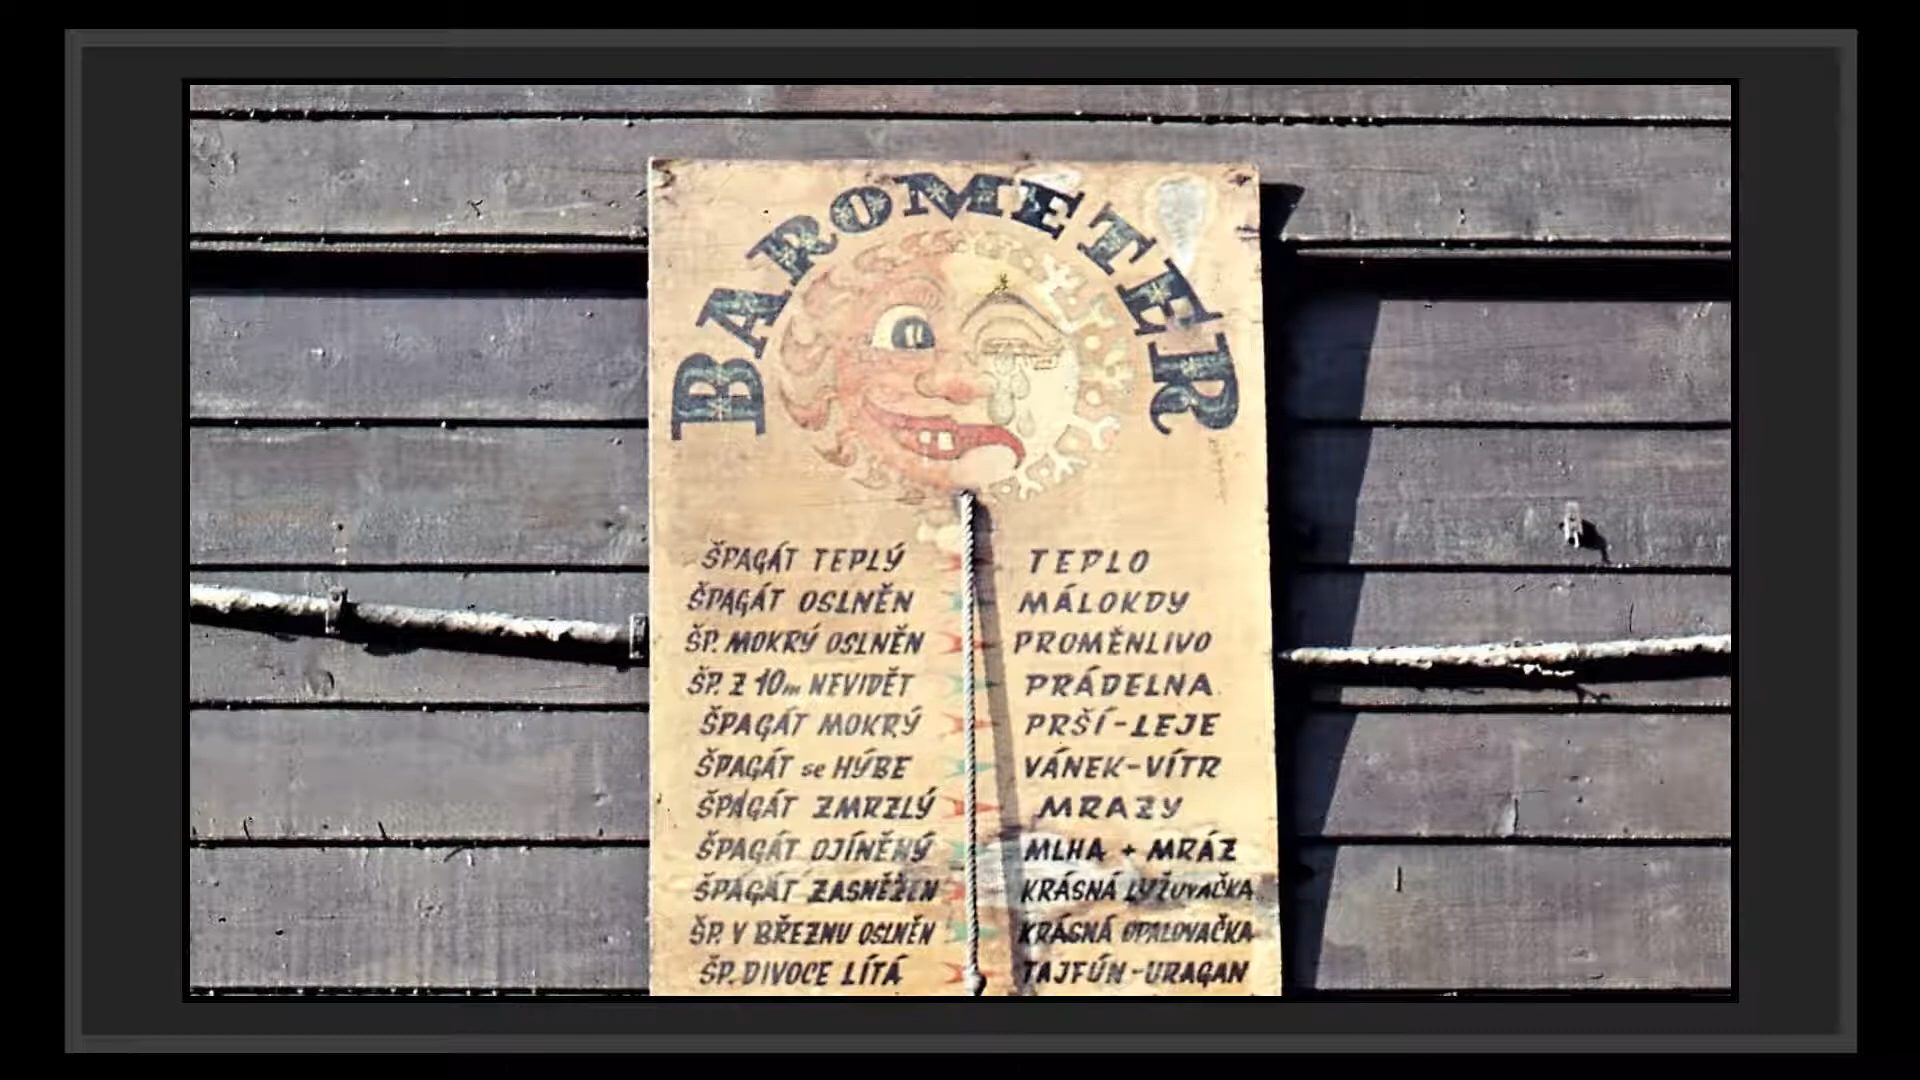 BAROMETER
ŠPAGÁT TEPLÝ TEPLO
ŠPAGÁT OSLNĚN MÁLOKDY
ŠP. MOKRÝ OSLNĚN PROMĚNLIVO
ŠP. Z 10m NEVIDĚT PRÁDELNA
ŠPAGÁT MOKRÝ PRŠÍ-LEJE
ŠPAGÁT se HÝBE VÁNEK-VÍTR
ŠPAGÁT ZMRZLÝ MRAZY
ŠPAGÁT OJÍNĚNÝ MLHA + MRÁZ
ŠPAGÁT ZASNĚŽEN KRÁSNÁ LYŽOVAČKA
ŠP. V BŘEZNU OSLNĚN KRÁSNÁ OPALOVAČKA
ŠP. DIVOCE LÍTÁ TAJFÚN-URAGAN